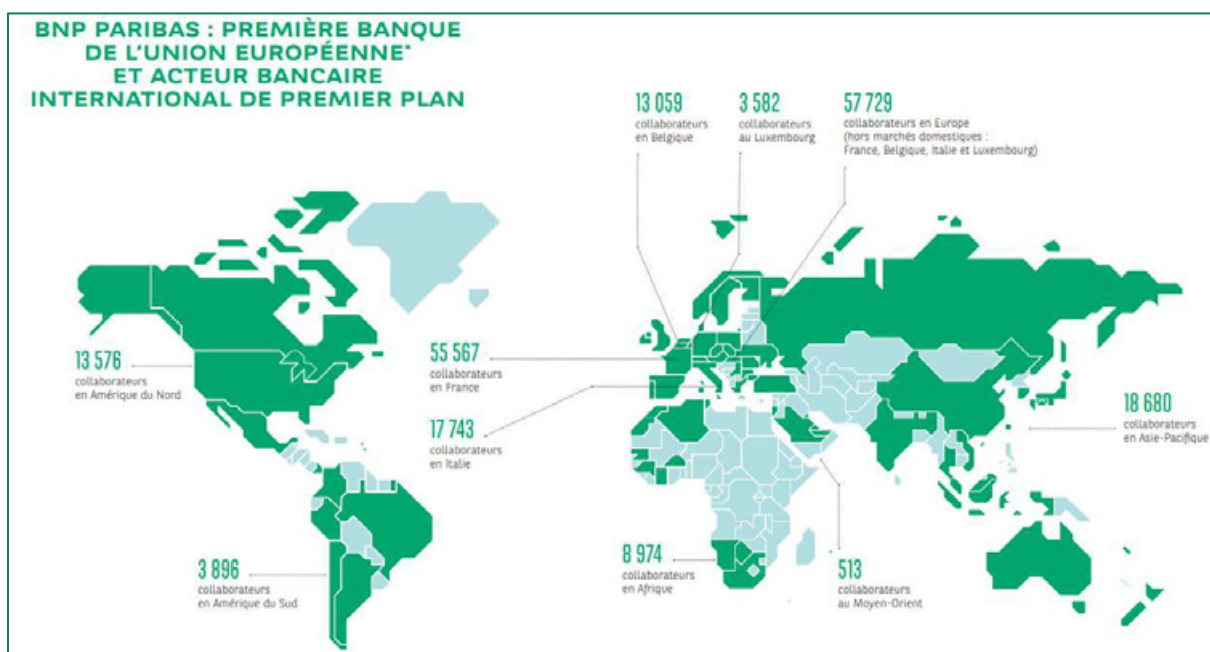 BNP PARIBAS : PREMIÈRE BANQUE
DE L'UNION EUROPÉENNE*
ET ACTEUR BANCAIRE
INTERNATIONAL DE PREMIER PLAN
13 059
collaborateurs
en Belgique
3 582
collaborateurs
au Luxembourg
57 729
collaborateurs en Europe
(hors marchés domestiques :
France, Belgique, Italie et Luxembourg)
13 576
collaborateurs
en Amérique du Nord
55 567
collaborateurs
en France
17 743
collaborateurs
en Italie
18 680
collaborateurs
en Asie-Pacifique
3 896
collaborateurs
en Amérique du Sud
8 974
collaborateurs
en Afrique
513
collaborateurs
au Moyen-Orient